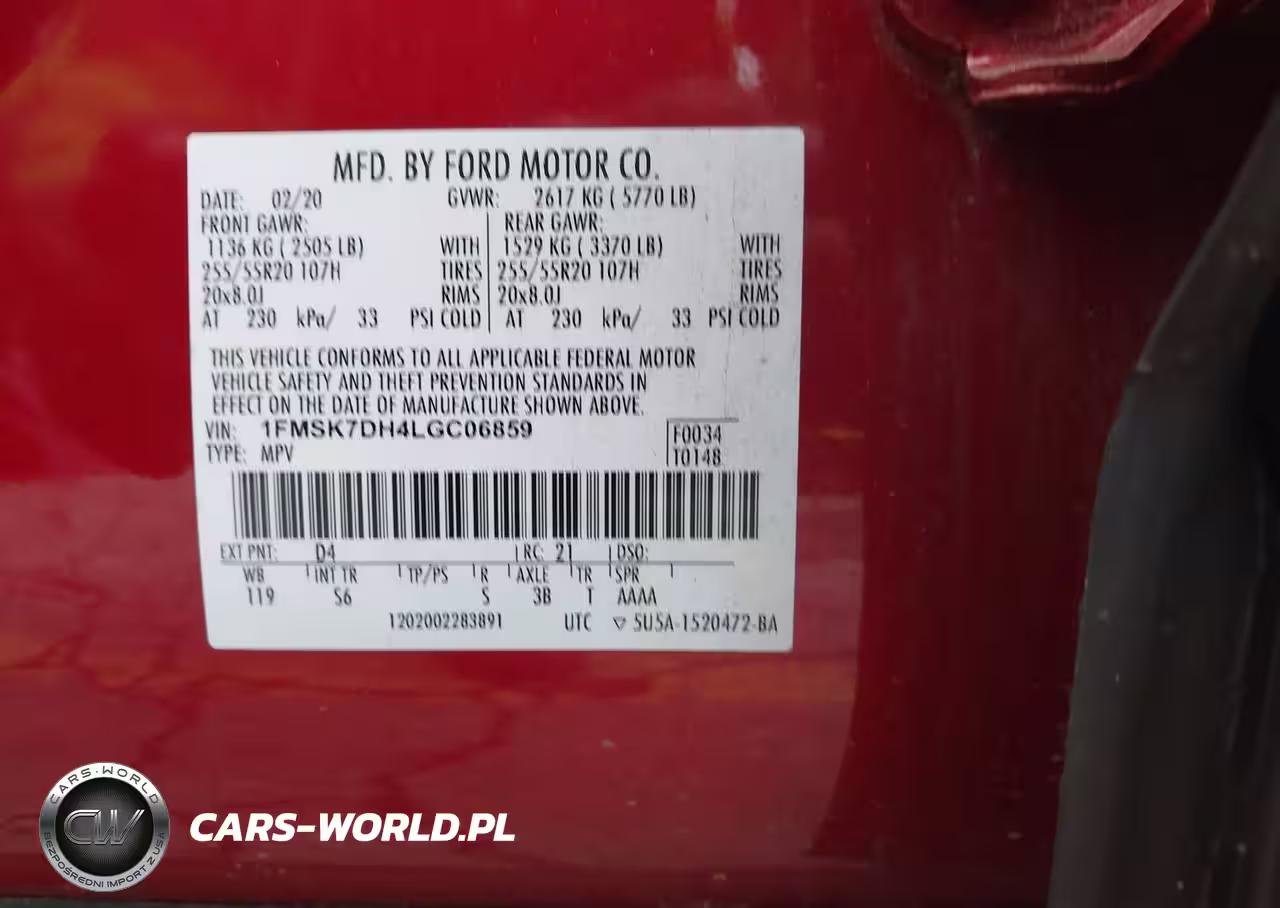 MFD. BY FORD MOTOR CO.
DATE: 02/20 GVWR: 2617 KG ( 5770 LB)
FRONT GAWR: REAR GAWR:
1136 KG ( 2505 LB) WITH 1529 KG ( 3370 LB) WITH
255/55R20 107H TIRES 255/55R20 107H TIRES
20x8.0J RIMS 20x8.0J RIMS
AT 230 kPa/ 33 PSI COLD AT 230 kPa/ 33 PSI COLD
THIS VEHICLE CONFORMS TO ALL APPLICABLE FEDERAL MOTOR
VEHICLE SAFETY AND THEFT PREVENTION STANDARDS IN
EFFECT ON THE DATE OF MANUFACTURE SHOWN ABOVE.
VIN: 1FMSK7DH4LGC06859 F0034
TYPE: MPV T0148
EXT PNT: D4 RC: 21 DSO:
WB INT TR TP/PS R AXLE TR SPR
119 S6 S 3B T AAAA
1202002283891 UTC ▽ 5U5A-1520472-BA
CARS-WORLD
CW
BEZPOŚREDNI IMPORT Z USA
CARS-WORLD.PL